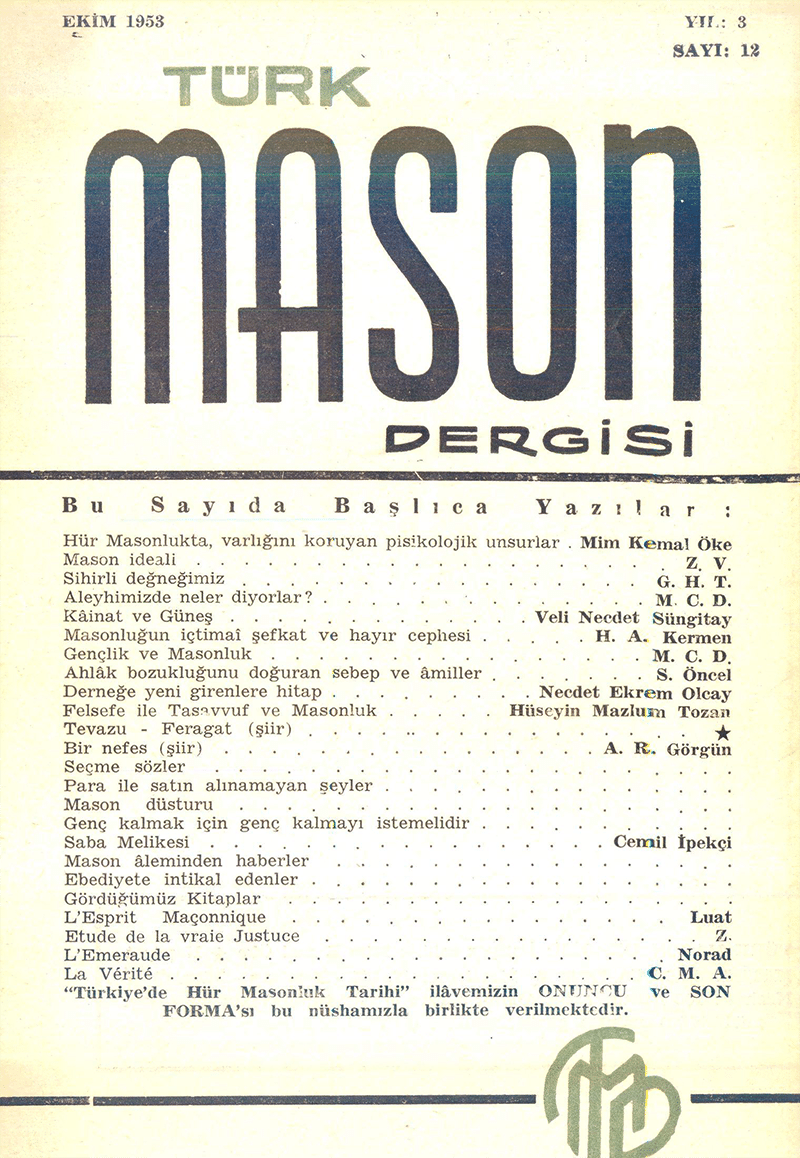 EKİM 1953
YIL: 3
SAYI: 12
TÜRK
MASON
DERGİSİ
Bu Sayıda Başlıca Yazılar :
Hür Masonlukta, varlığını koruyan pisikolojik unsurlar . Mim Kemal Öke
Mason ideali . . . . . . . . . . . . . . . . . Z. V.
Sihirli değneğimiz . . . . . . . . . . . . . . . G. H. T.
Aleyhimizde neler diyorlar? . . . . . . . . . . . . M. C. D.
Kâinat ve Güneş . . . . . . . . . . . . Veli Necdet Süngitay
Masonluğun içtimaî şefkat ve hayır cephesi . . . . . H. A. Kermen
Gençlik ve Masonluk . . . . . . . . . . . . . . M. C. D.
Ahlâk bozukluğunu doğuran sebep ve âmiller . . . . . . . S. Öncel
Derneğe yeni girenlere hitap . . . . . . . . Necdet Ekrem Olcay
Felsefe ile Tasavvuf ve Masonluk . . . . . Hüseyin Mazlum Tozan
Tevazu - Feragat (şiir) . . . . . . . . . . . . . . ★
Bir nefes (şiir) . . . . . . . . . . . . . A. R. Görgün
Seçme sözler . . . . . . . . . . . . . . . . . .
Para ile satın alınamayan şeyler . . . . . . . . . . . .
Mason düsturu . . . . . . . . . . . . . . . . .
Genç kalmak için genç kalmayı istemelidir . . . . . . . . .
Saba Melikesi . . . . . . . . . . . . . . Cemil İpekçi
Mason âleminden haberler . . . . . . . . . . . . . .
Ebediyete intikal edenler . . . . . . . . . . . . . . .
Gördüğümüz Kitaplar . . . . . . . . . . . . . . . .
L'Esprit Maçonnique . . . . . . . . . . . . . . Luat
Etude de la vraie Justuce . . . . . . . . . . . . . Z.
L'Emeraude . . . . . . . . . . . . . . . . . Norad
La Vérité . . . . . . . . . . . . . . . . . C. M. A.
“Türkiye'de Hür Masonluk Tarihi” ilâvemizin ONUNCU ve SON
FORMA'sı bu nüshamızla birlikte verilmektedir.